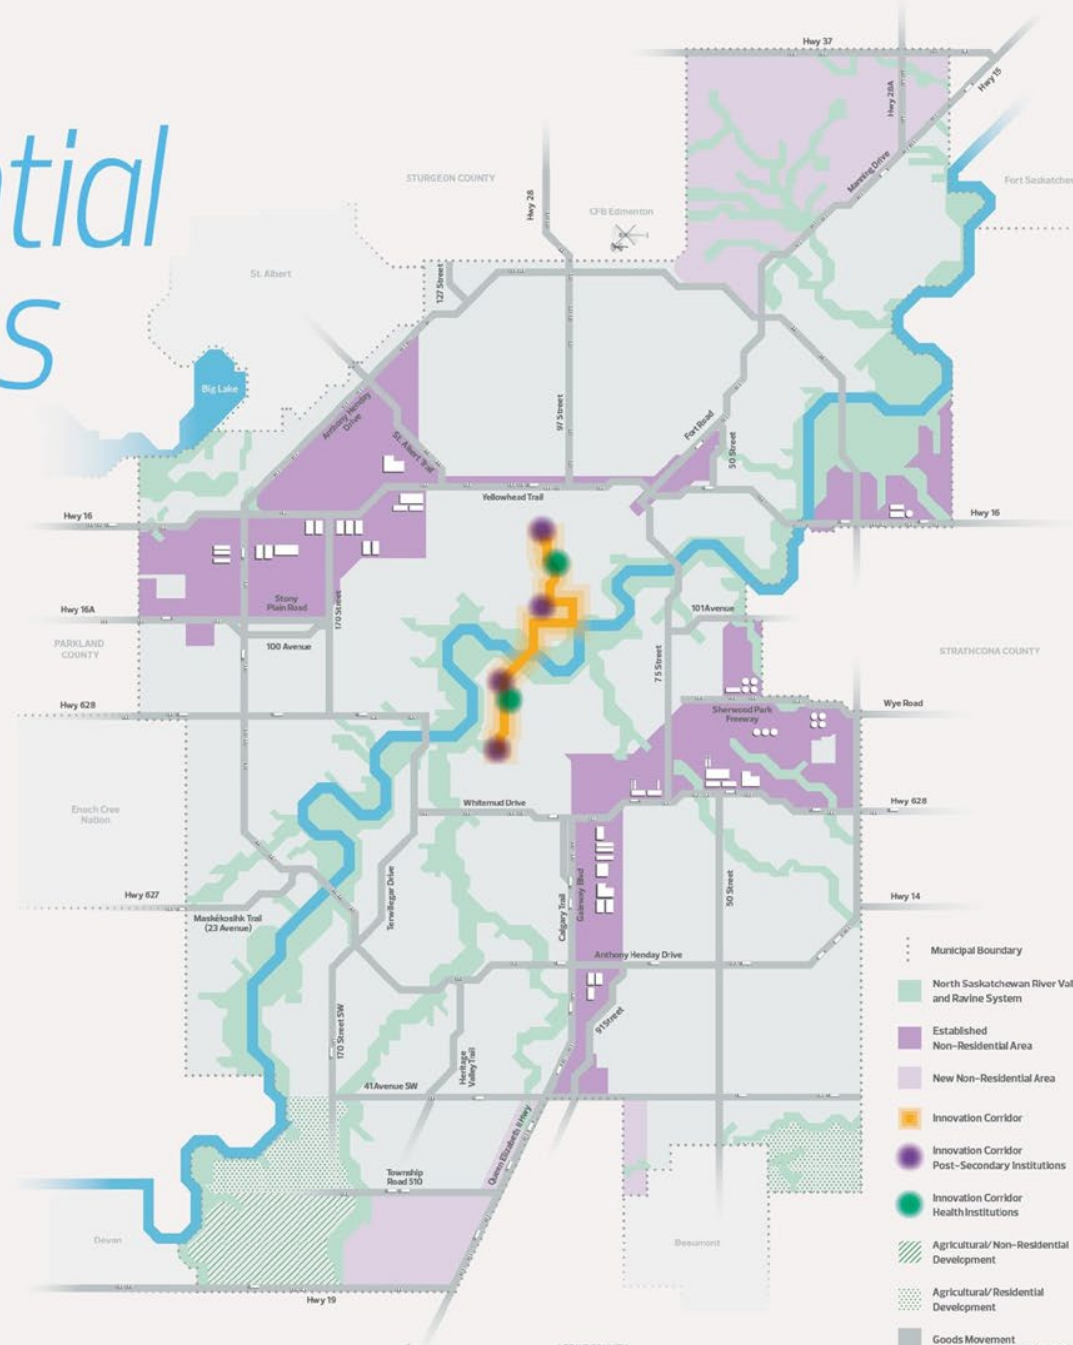 tial
s
Hwy 37
Hwy 28A
Hwy 15
STURGEON COUNTY
Hwy 28
CFB Edmonton
Manning Drive
St. Albert
127 Street
Big Lake
Anthony Henday
Drive
St. Albert Trail
97 Street
Fort Road
50 Street
Yellowhead Trail
Hwy 16
Hwy 16
Stony
Plain Road
170 Street
Hwy 16A
100 Avenue
101 Avenue
PARKLAND
COUNTY
75 Street
STRATHCONA COUNTY
Hwy 628
Sherwood Park
Freeway
Wye Road
Enoch Cree
Nation
Whitemud Drive
Hwy 628
Hwy 627
Maskêkosihk Trail
(23 Avenue)
Terwillegar Drive
Calgary Trail
Gateway Blvd
50 Street
Hwy 14
Anthony Henday Drive
91 Street
170 Street SW
Heritage
Valley Trail
41 Avenue SW
Queen Elizabeth II Hwy
Township
Road 510
Devon
Beaumont
Hwy 19
Municipal Boundary
North Saskatchewan River Val
and Ravine System
Established
Non-Residential Area
New Non-Residential Area
Innovation Corridor
Innovation Corridor
Post-Secondary Institutions
Innovation Corridor
Health Institutions
Agricultural/Non-Residential
Development
Agricultural/Residential
Development
Goods Movement